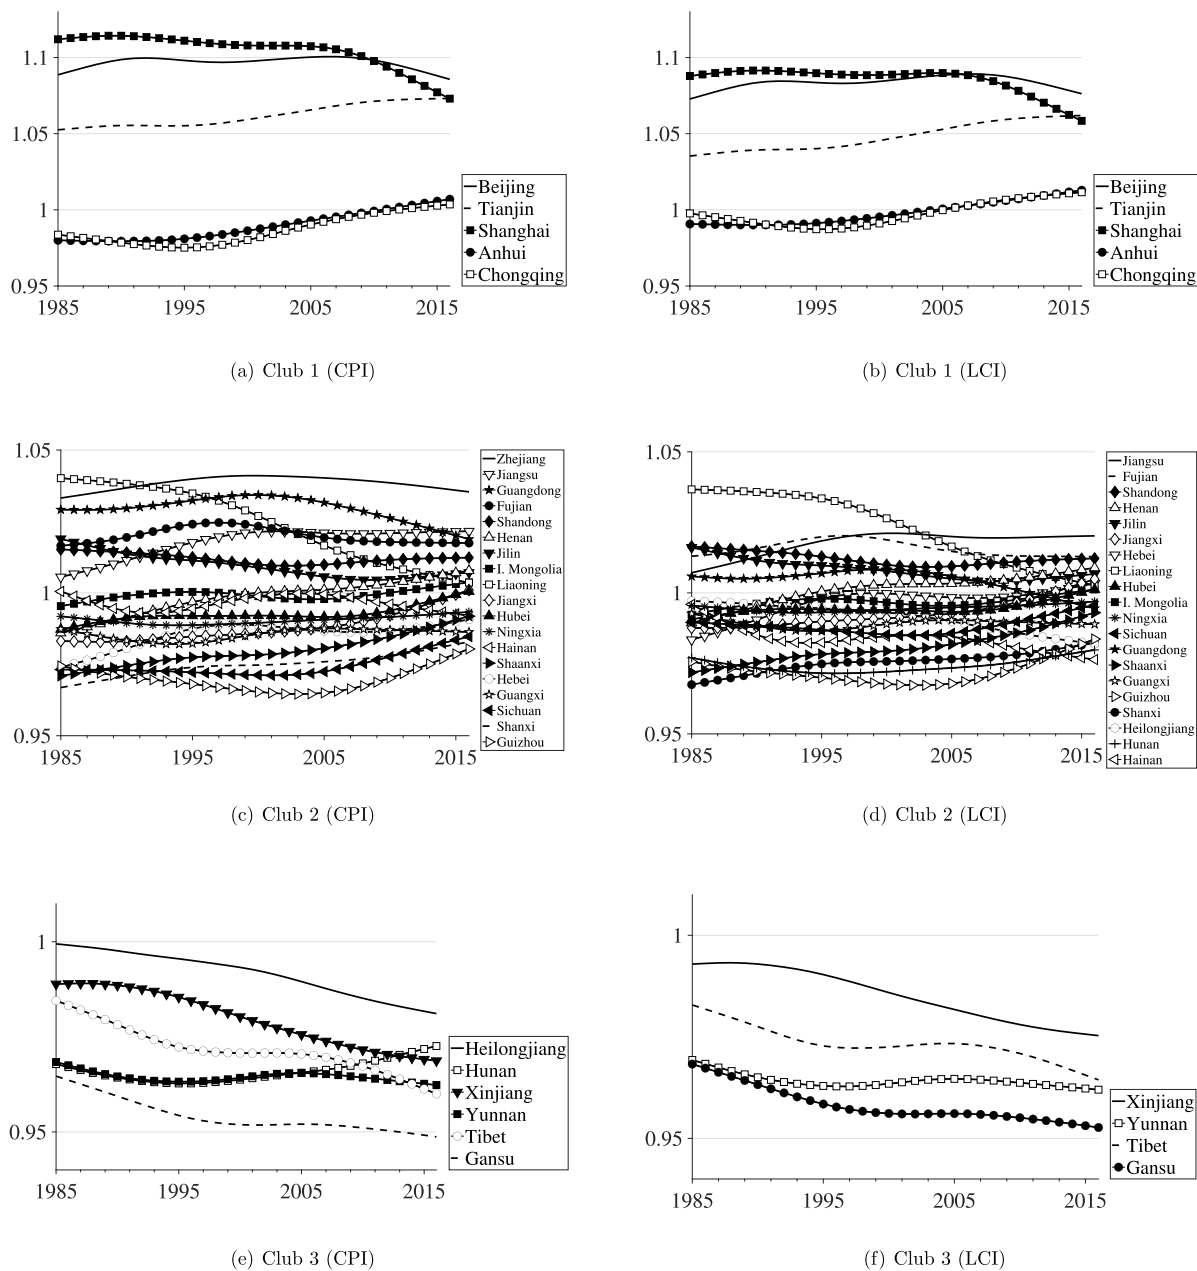 1.1
1.05
1
0.95
1985
1995
2005
2015
Beijing
Tianjin
Shanghai
Anhui
Chongqing
(a) Club 1 (CPI)
1.1
1.05
1
0.95
1985
1995
2005
2015
Beijing
Tianjin
Shanghai
Anhui
Chongqing
(b) Club 1 (LCI)
1.05
1
0.95
1985
1995
2005
2015
Zhejiang
Jiangsu
Guangdong
Fujian
Shandong
Henan
Jilin
I. Mongolia
Liaoning
Jiangxi
Hubei
Ningxia
Hainan
Shaanxi
Hebei
Guangxi
Sichuan
Shanxi
Guizhou
(c) Club 2 (CPI)
1.05
1
0.95
1985
1995
2005
2015
Jiangsu
Fujian
Shandong
Henan
Jilin
Jiangxi
Hebei
Liaoning
Hubei
I. Mongolia
Ningxia
Sichuan
Guangdong
Shaanxi
Guangxi
Guizhou
Shanxi
Heilongjiang
Hunan
Hainan
(d) Club 2 (LCI)
1
0.95
1985
1995
2005
2015
Heilongjiang
Hunan
Xinjiang
Yunnan
Tibet
Gansu
(e) Club 3 (CPI)
1
0.95
1985
1995
2005
2015
Xinjiang
Yunnan
Tibet
Gansu
(f) Club 3 (LCI)